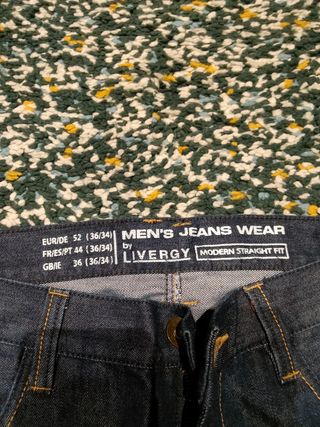 EUR/DE 52 (36/34)
FR/ES/PT 44 (36/34)
GB/IE 36 (36/34)
MEN'S JEANS WEAR
by
LIVERGY MODERN STRAIGHT FIT